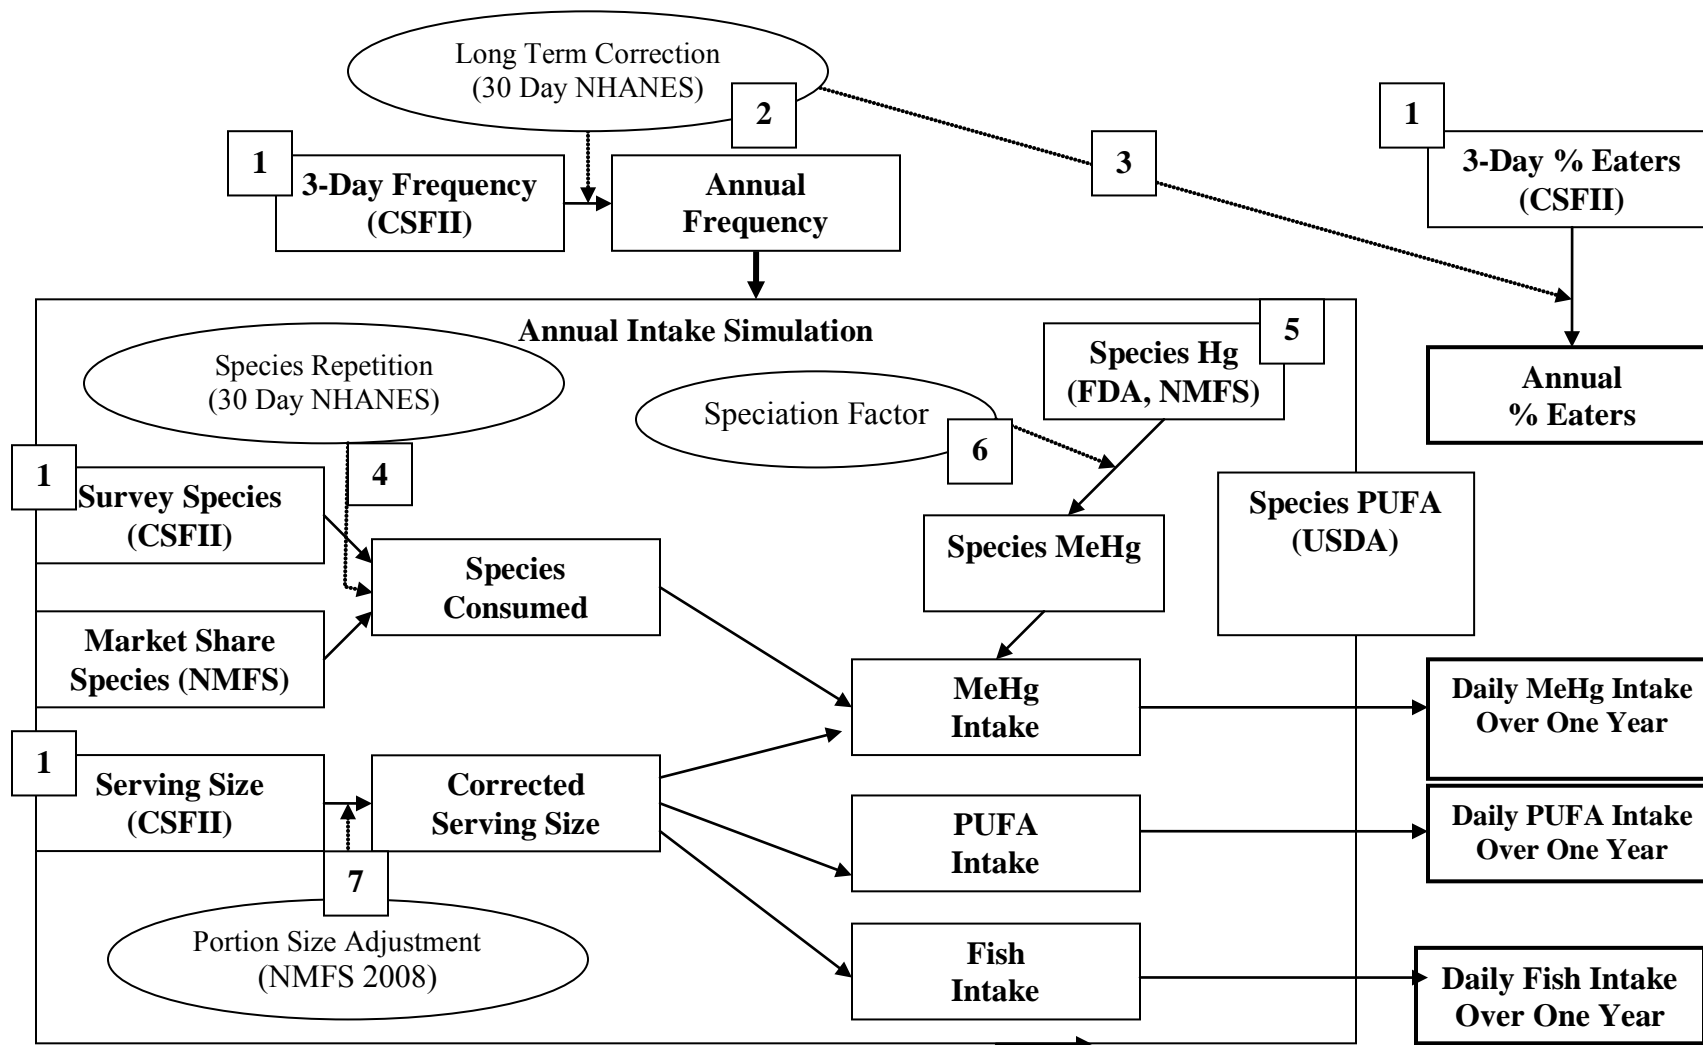 Long Term Correction
(30 Day NHANES)
2
1
3-Day Frequency
(CSFII)
Annual
Frequency
3
1
3-Day % Eaters
(CSFII)
Annual
% Eaters
Annual Intake Simulation
Species Repetition
(30 Day NHANES)
4
Speciation Factor
6
5
Species Hg
(FDA, NMFS)
1
Survey Species
(CSFII)
Market Share
Species (NMFS)
Species
Consumed
Species MeHg
Species PUFA
(USDA)
MeHg
Intake
Daily MeHg Intake
Over One Year
1
Serving Size
(CSFII)
Corrected
Serving Size
PUFA
Intake
Daily PUFA Intake
Over One Year
7
Portion Size Adjustment
(NMFS 2008)
Fish
Intake
Daily Fish Intake
Over One Year